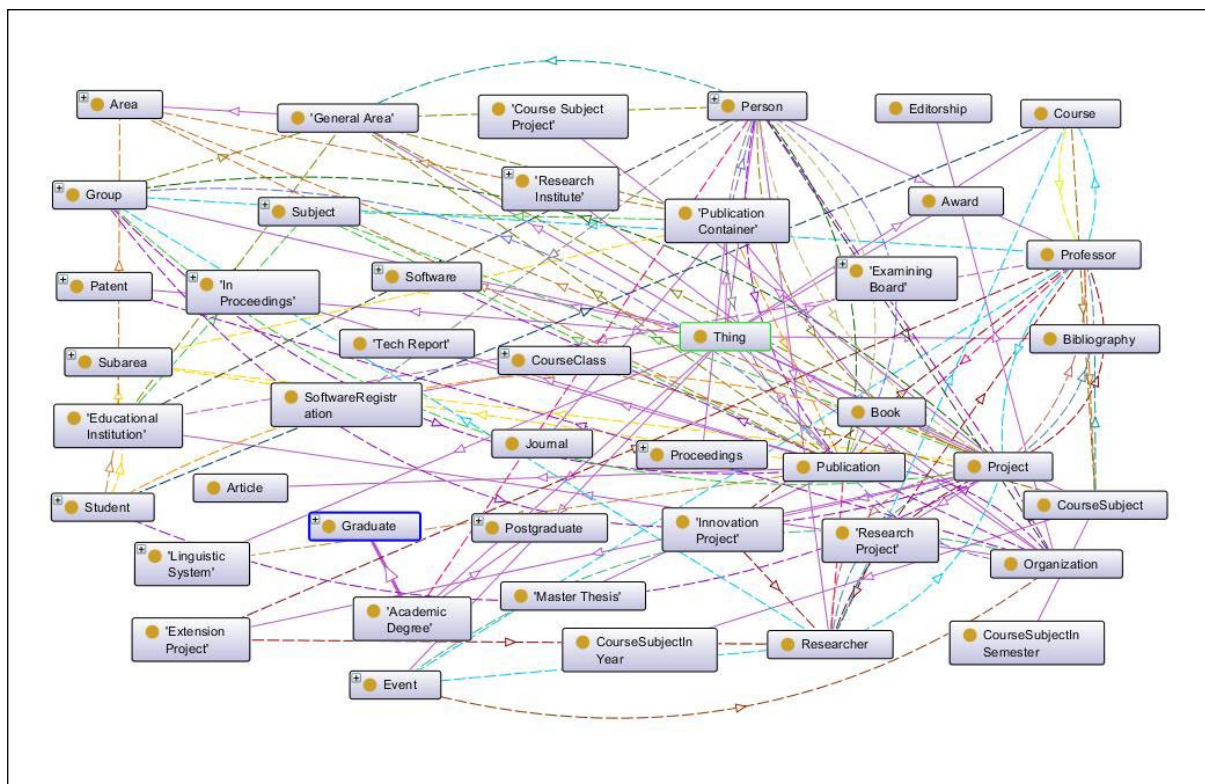 Area
'General Area'
'Course Subject
Project'
Person
Editorship
Course
Group
Subject
'Research
Institute'
'Publication
Container'
Award
Professor
Patent
'In
Proceedings'
Software
'Examining
Board'
Thing
Bibliography
Subarea
'Tech Report'
CourseClass
'Educational
Institution'
SoftwareRegistr
ation
Book
Journal
Proceedings
Publication
Project
Student
Article
CourseSubject
Graduate
Postgraduate
'Innovation
Project'
'Research
Project'
Organization
'Linguistic
System'
'Master Thesis'
'Academic
Degree'
'Extension
Project'
CourseSubjectIn
Year
Researcher
CourseSubjectIn
Semester
Event